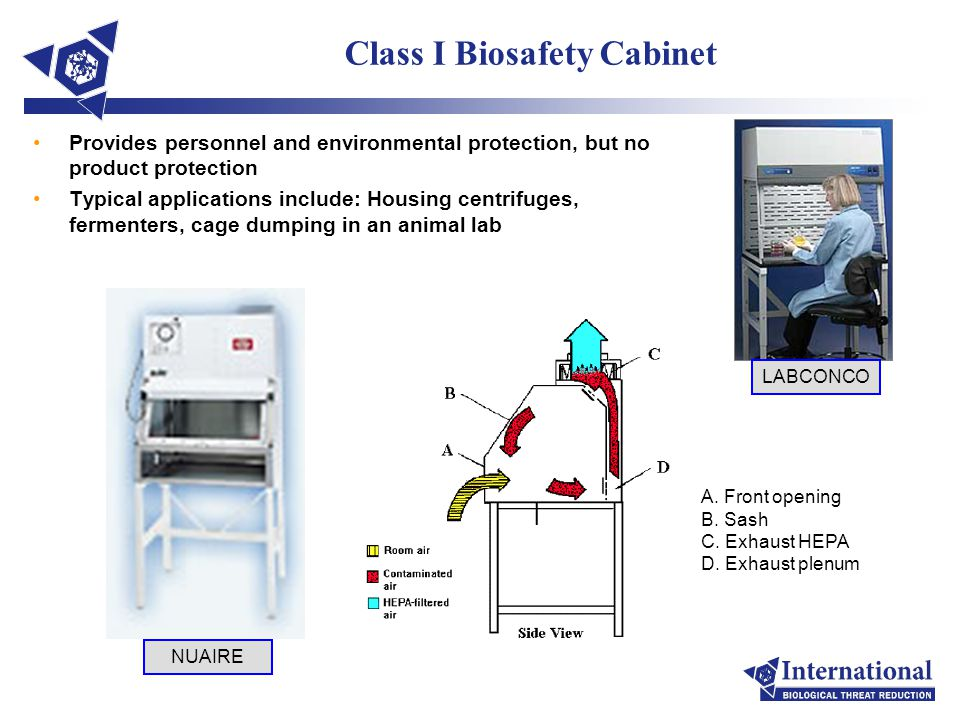 Class I Biosafety Cabinet
• Provides personnel and environmental protection, but no
product protection
• Typical applications include: Housing centrifuges,
fermenters, cage dumping in an animal lab
LABCONCO
NUAIRE
C
B
A
D
Room air
Contaminated
air
HEPA-filtered
air
Side View
A. Front opening
B. Sash
C. Exhaust HEPA
D. Exhaust plenum
International
BIOLOGICAL THREAT REDUCTION